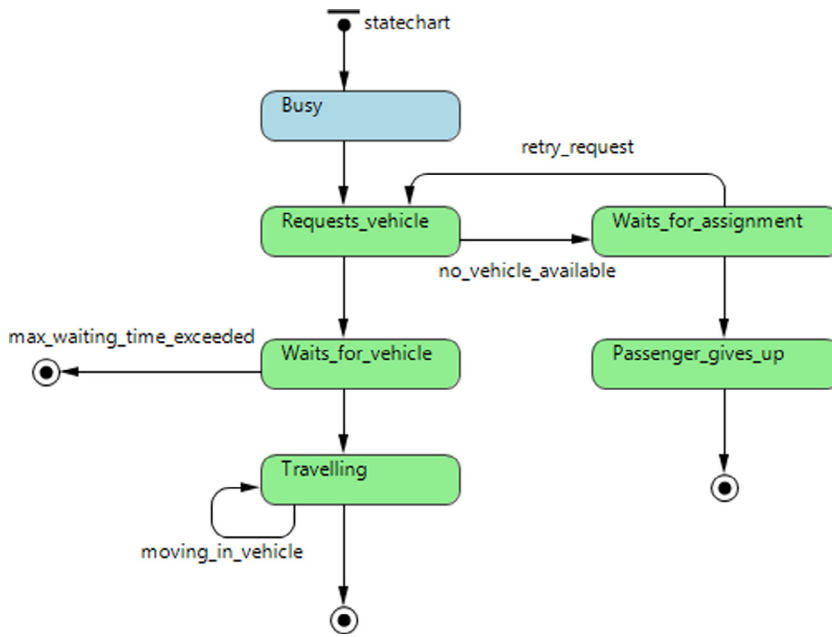 statechart
Busy
retry_request
Requests_vehicle
Waits_for_assignment
no_vehicle_available
max_waiting_time_exceeded
Waits_for_vehicle
Passenger_gives_up
Travelling
moving_in_vehicle